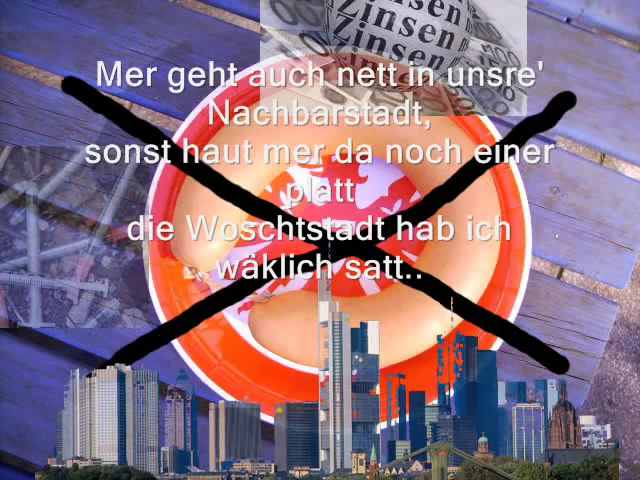 Zinsen
Zinsen
Zinsen
Mer geht auch nett in unsre'
Nachbarstadt,
sonst haut mer da noch einer
platt
die Woschtstadt hab ich
wäklich satt..